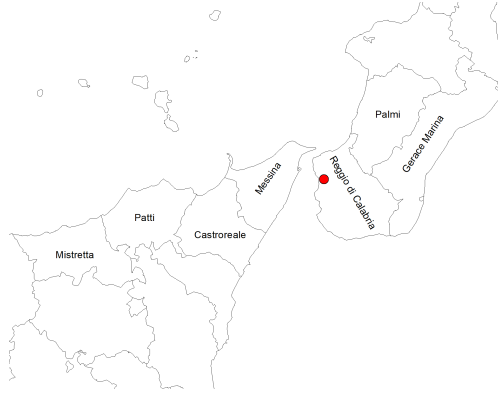 Palmi
Gerace Marina
Messina
Reggio di Calabria
Patti
Castroreale
Mistretta